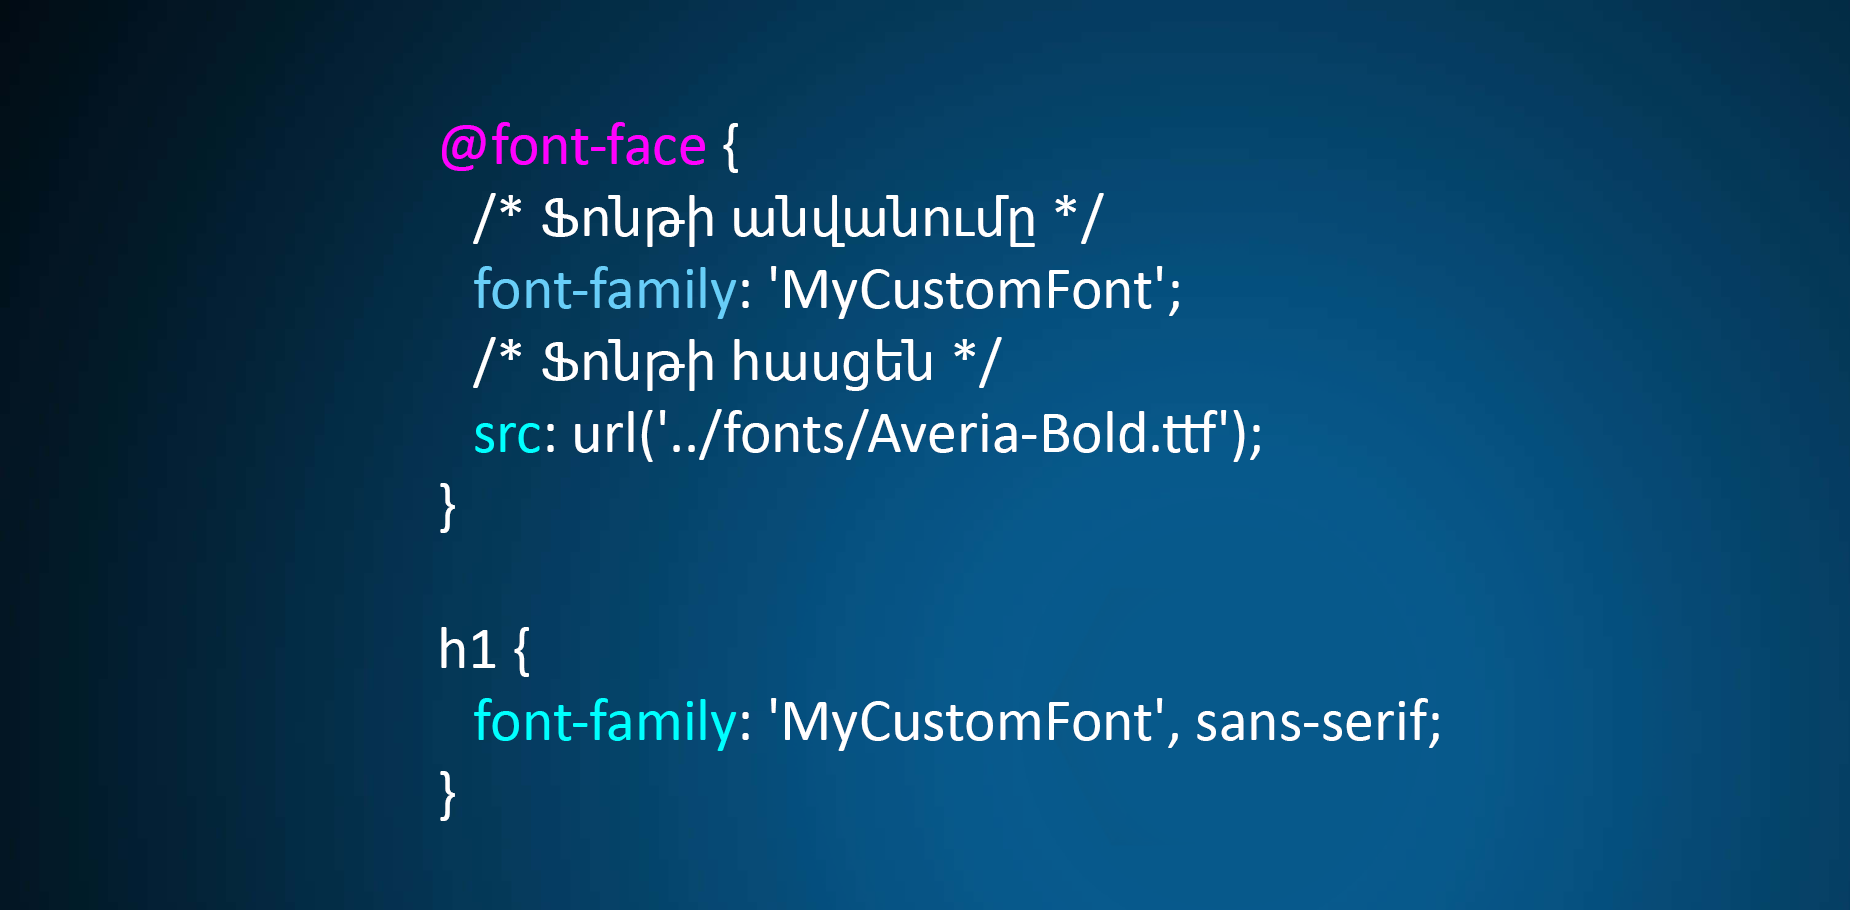 @font-face {
/* Ֆոնթի անվանումը */
font-family: 'MyCustomFont';
/* Ֆոնթի հասցեն */
src: url('../fonts/Averia-Bold.ttf');
}
h1 {
font-family: 'MyCustomFont', sans-serif;
}